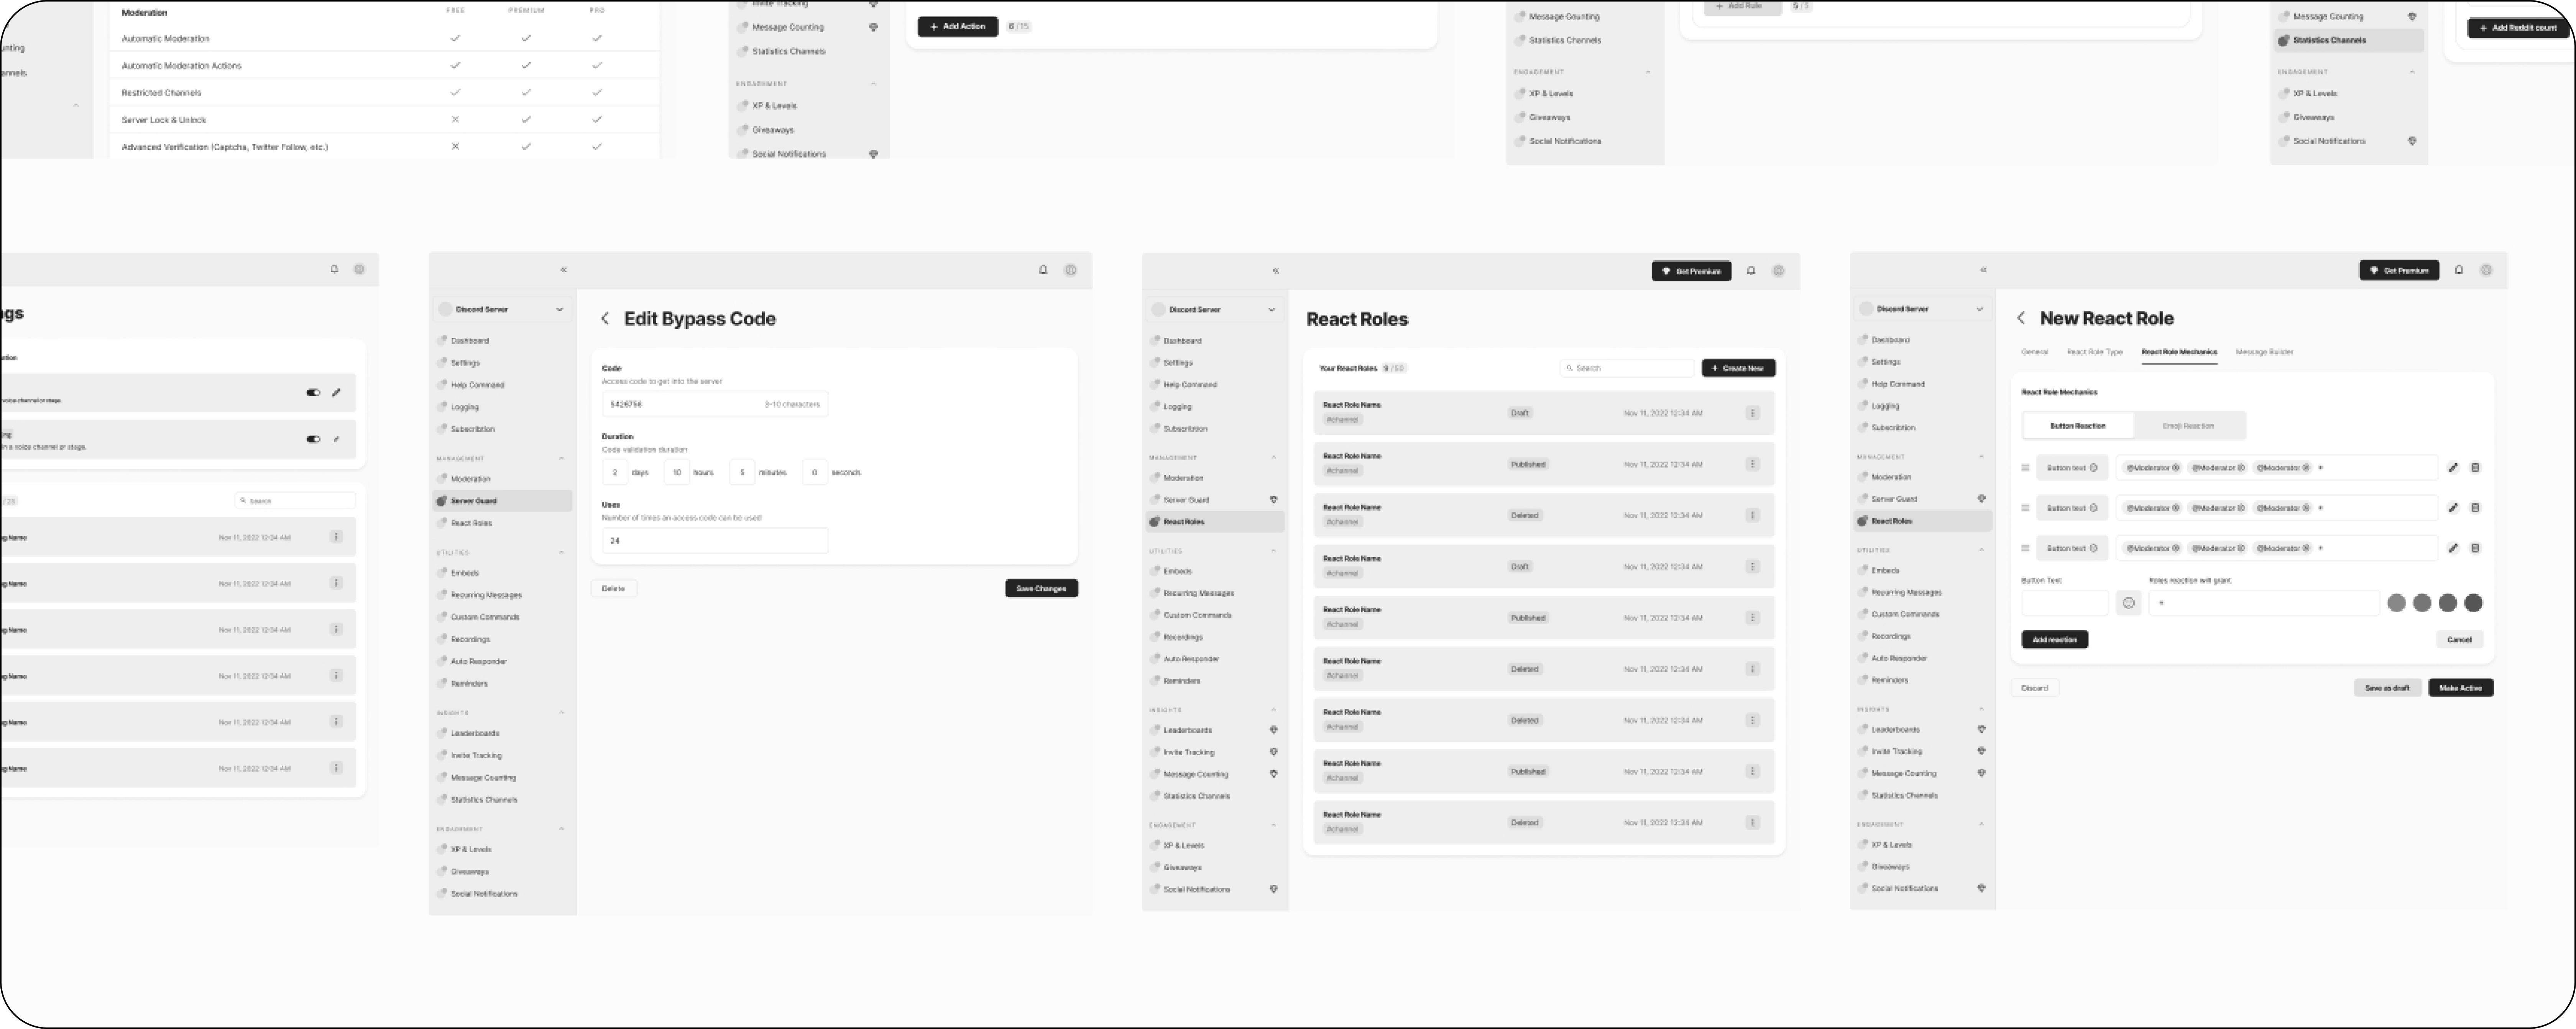 unting
annels
Moderation FREE PREMIUM PRO
Automatic Moderation
Automatic Moderation Actions
Restricted Channels
Server Lock & Unlock
Advanced Verification (Captcha, Twitter Follow, etc.)
Invite Tracking
Message Counting
Statistics Channels
ENGAGEMENT
XP & Levels
Giveaways
Social Notifications
+ Add Action 6 / 15
Message Counting
Statistics Channels
ENGAGEMENT
XP & Levels
Giveaways
Social Notifications
+ Add Rule 5 / 5
Message Counting
Statistics Channels
ENGAGEMENT
XP & Levels
Giveaways
Social Notifications
+ Add Reddit count
gs
ation
voice channel or stage.
ing
in a voice channel or stage.
/ 25 Search
g Name Nov 11, 2022 12:34 AM
g Name Nov 11, 2022 12:34 AM
g Name Nov 11, 2022 12:34 AM
g Name Nov 11, 2022 12:34 AM
g Name Nov 11, 2022 12:34 AM
g Name Nov 11, 2022 12:34 AM
Discord Server
Dashboard
Settings
Help Command
Logging
Subscribtion
MANAGEMENT
Moderation
Server Guard
React Roles
UTILITIES
Embeds
Recurring Messages
Custom Commands
Recordings
Auto Responder
Reminders
INSIGHTS
Leaderboards
Invite Tracking
Message Counting
Statistics Channels
ENGAGEMENT
XP & Levels
Giveaways
Social Notifications
Edit Bypass Code
Code
Access code to get into the server
5426756 3-10 characters
Duration
Code validation duration
2 days 10 hours 5 minutes 0 seconds
Uses
Number of times an access code can be used
24
Delete Save Changes
Get Premium
Discord Server
Dashboard
Settings
Help Command
Logging
Subscribtion
MANAGEMENT
Moderation
Server Guard
React Roles
UTILITIES
Embeds
Recurring Messages
Custom Commands
Recordings
Auto Responder
Reminders
INSIGHTS
Leaderboards
Invite Tracking
Message Counting
Statistics Channels
ENGAGEMENT
XP & Levels
Giveaways
Social Notifications
React Roles
Your React Roles 9 / 50 Search + Create New
React Role Name
#channel Draft Nov 11, 2022 12:34 AM
React Role Name
#channel Published Nov 11, 2022 12:34 AM
React Role Name
#channel Deleted Nov 11, 2022 12:34 AM
React Role Name
#channel Draft Nov 11, 2022 12:34 AM
React Role Name
#channel Published Nov 11, 2022 12:34 AM
React Role Name
#channel Deleted Nov 11, 2022 12:34 AM
React Role Name
#channel Deleted Nov 11, 2022 12:34 AM
React Role Name
#channel Published Nov 11, 2022 12:34 AM
React Role Name
#channel Deleted Nov 11, 2022 12:34 AM
Get Premium
Discord Server
Dashboard
Settings
Help Command
Logging
Subscribtion
MANAGEMENT
Moderation
Server Guard
React Roles
UTILITIES
Embeds
Recurring Messages
Custom Commands
Recordings
Auto Responder
Reminders
INSIGHTS
Leaderboards
Invite Tracking
Message Counting
Statistics Channels
ENGAGEMENT
XP & Levels
Giveaways
Social Notifications
New React Role
General React Role Type React Role Mechanics Message Builder
React Role Mechanics
Button Reaction Emoji Reaction
Button text @Moderator @Moderator @Moderator +
Button text @Moderator @Moderator @Moderator +
Button text @Moderator @Moderator @Moderator +
Button Text Roles reaction will grant
+
Add reaction Cancel
Discard Save as draft Make Active